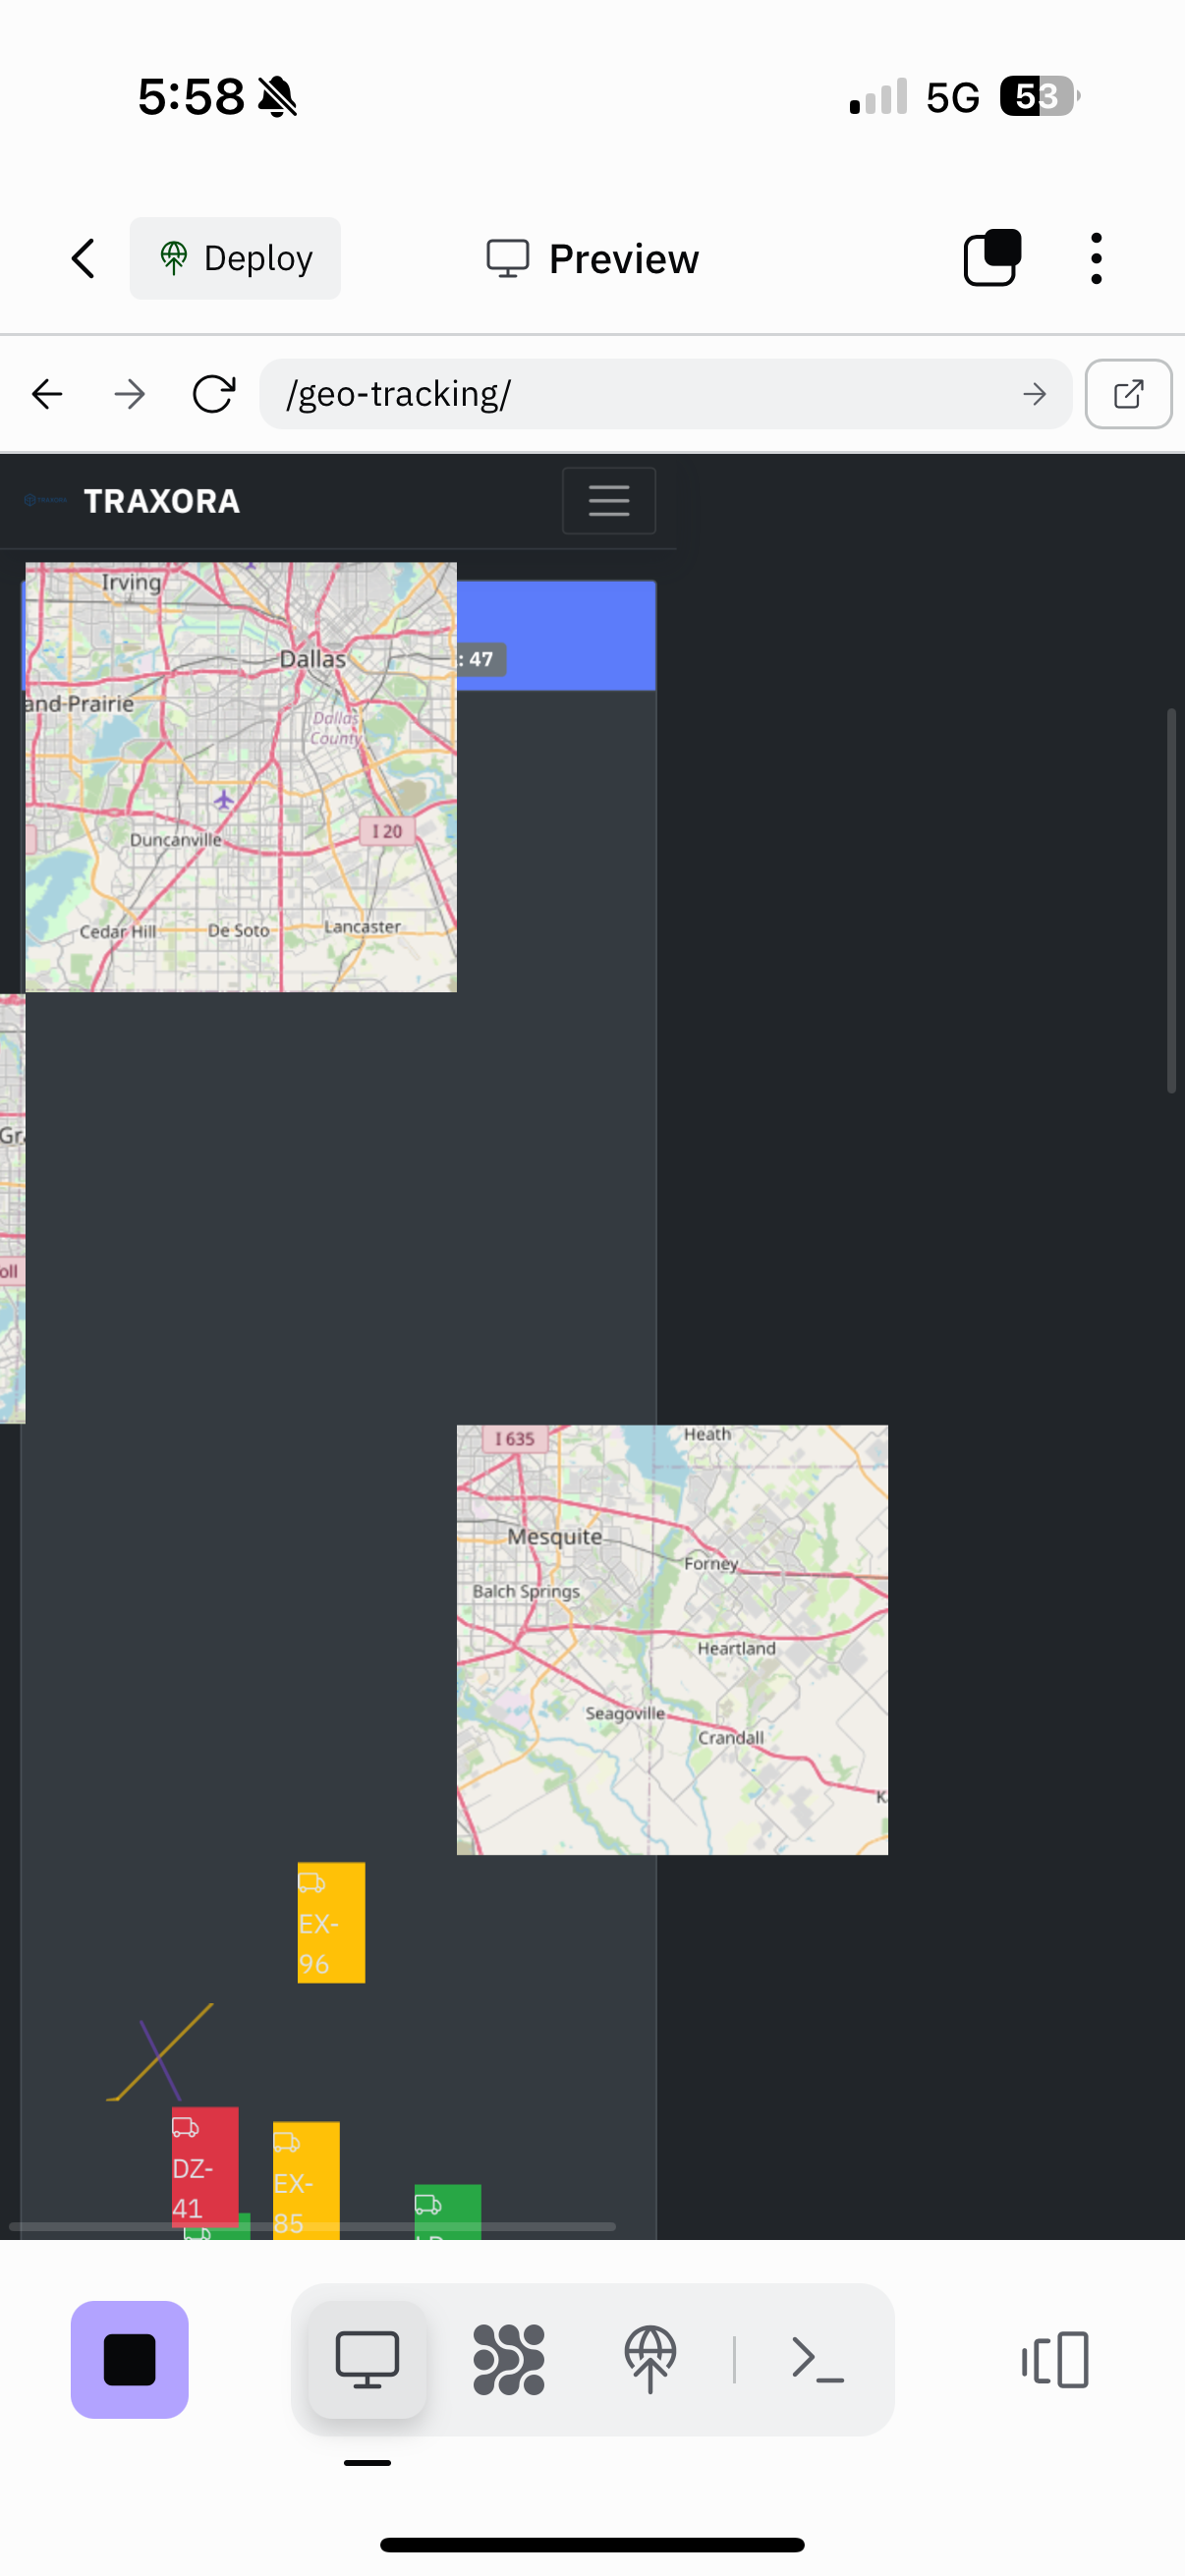 5:58
5G
53
Deploy
Preview
/geo-tracking/
TRAXORA
Irving
Dallas
: 47
and Prairie
Dallas
County
Duncanville
I 20
Cedar Hill
De Soto
Lancaster
Gr
oll
I 635
Heath
Mesquite
Forney
Balch Springs
Heartland
Seagoville
Crandall
K
EX-
96
DZ-
41
EX-
85